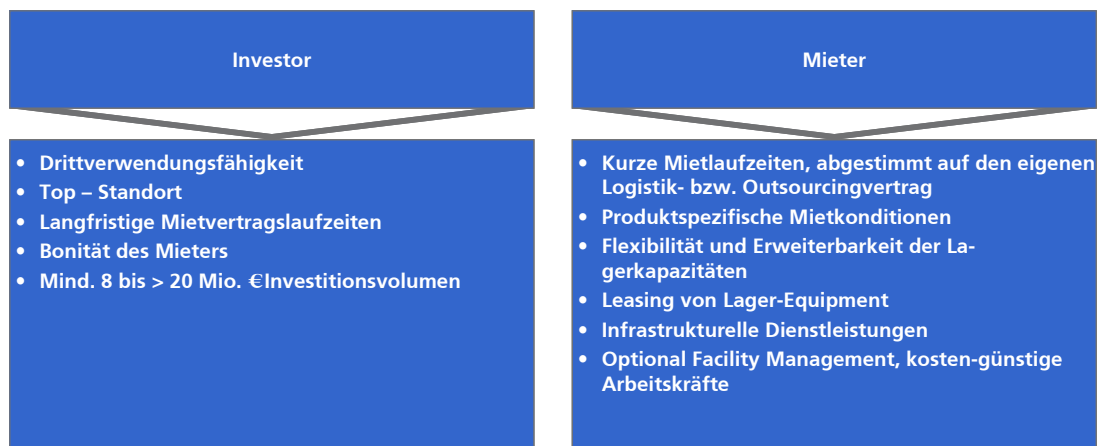 Investor
• Drittverwendungsfähigkeit
• Top – Standort
• Langfristige Mietvertragslaufzeiten
• Bonität des Mieters
• Mind. 8 bis > 20 Mio. €Investitionsvolumen
Mieter
• Kurze Mietlaufzeiten, abgestimmt auf den eigenen
Logistik- bzw. Outsourcingvertrag
• Produktspezifische Mietkonditionen
• Flexibilität und Erweiterbarkeit der La-
gerkapazitäten
• Leasing von Lager-Equipment
• Infrastrukturelle Dienstleistungen
• Optional Facility Management, kosten-günstige
Arbeitskräfte